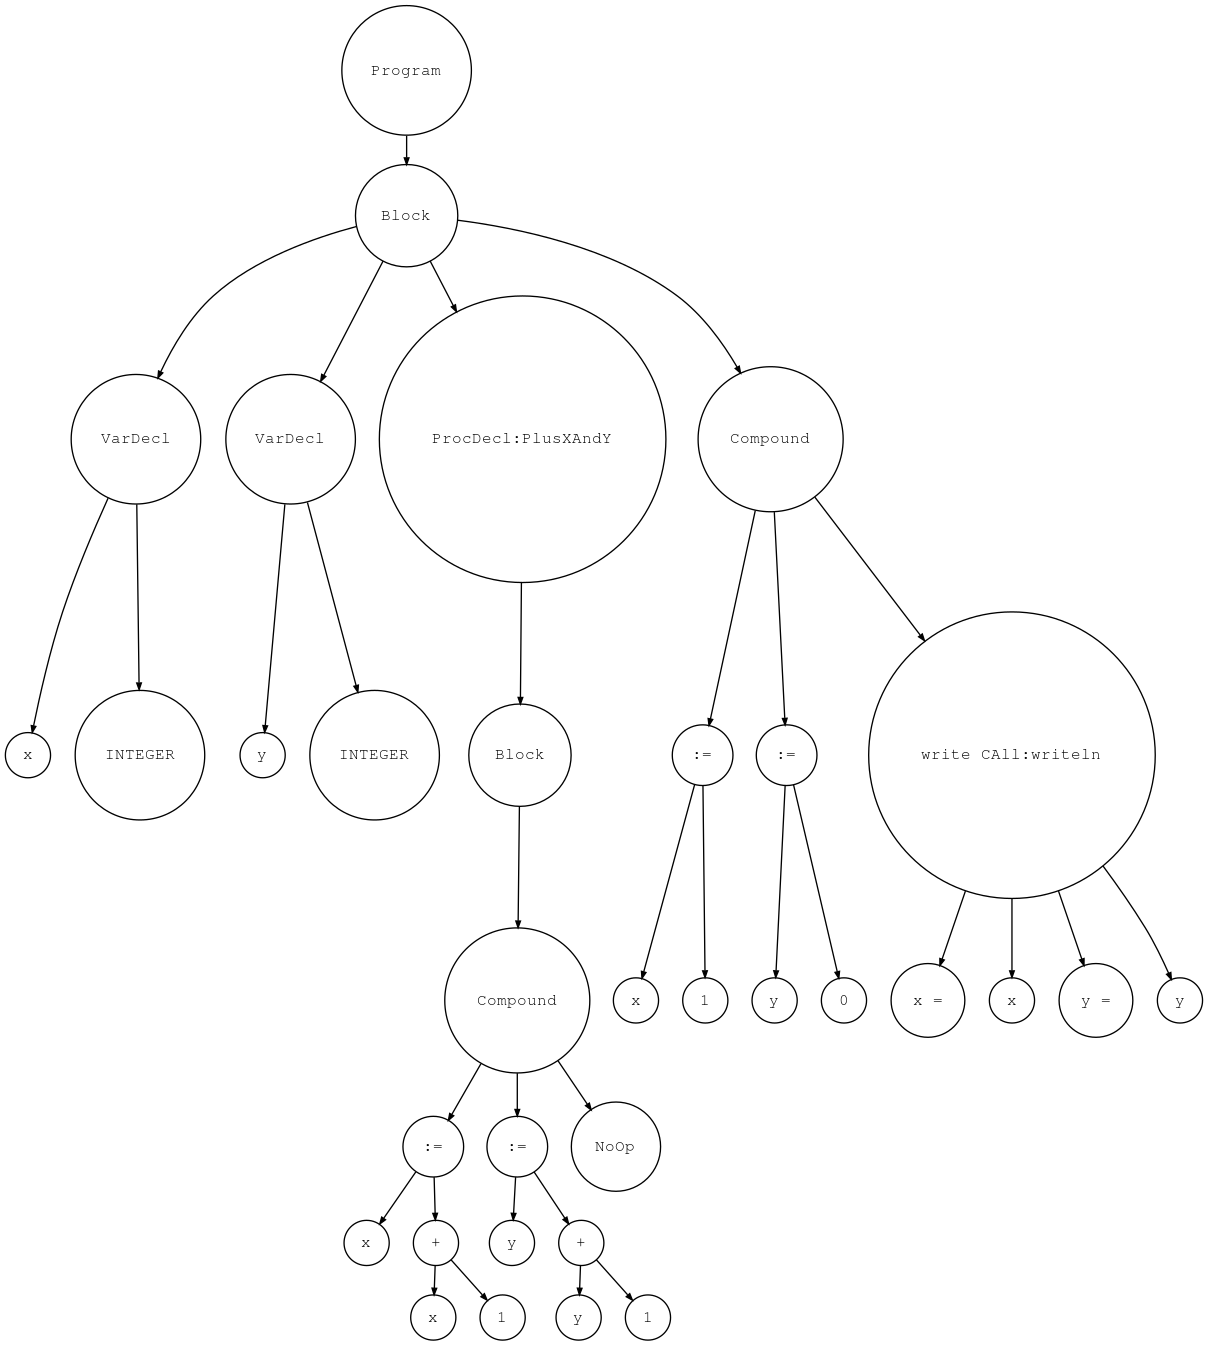 Program
Block
VarDecl
VarDecl
ProcDecl:PlusXAndY
Compound
x
INTEGER
y
INTEGER
Block
:=
:=
write CAll:writeln
Compound
x
1
y
0
x =
x
y =
y
:=
:=
NoOp
x
+
y
+
x
1
y
1